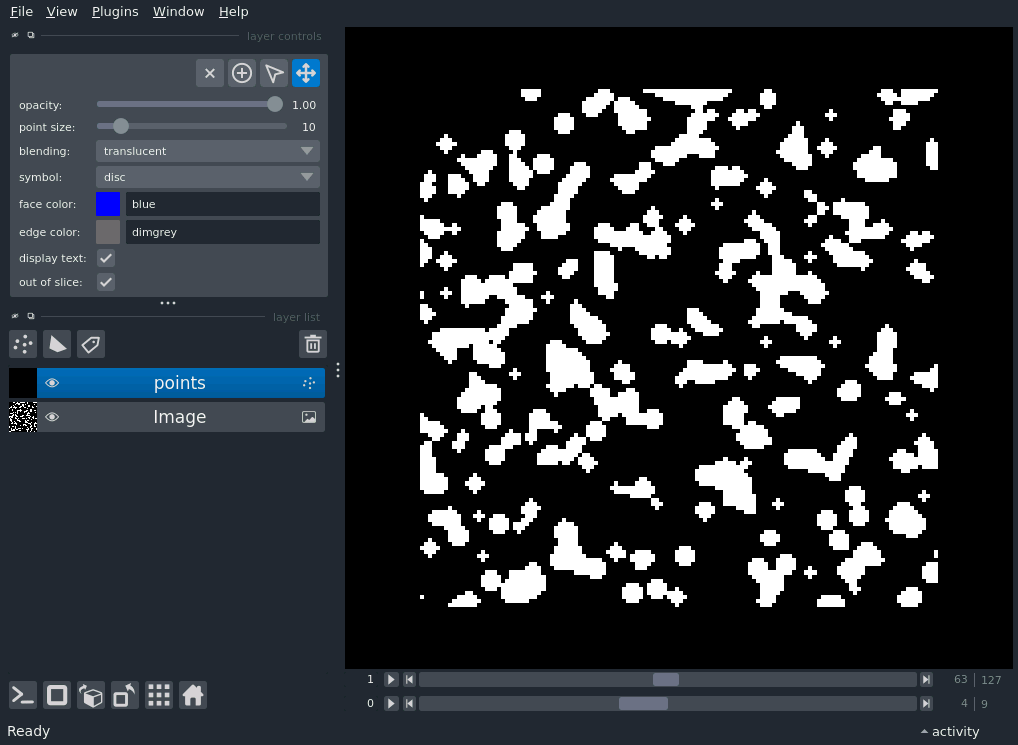 File View Plugins Window Help
layer controls
opacity: 1.00
point size: 10
blending: translucent
symbol: disc
face color: blue
edge color: dimgrey
display text:
out of slice:
layer list
points
Image
1 63 127
0 4 9
Ready activity